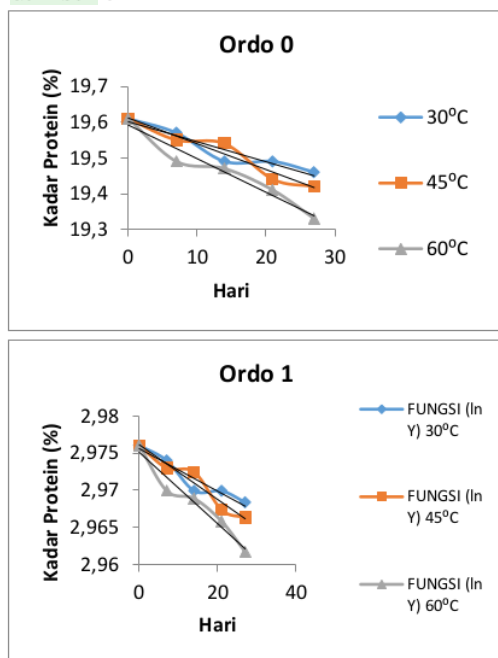 Ordo 0
Kadar Protein (%)
19,7
19,6
19,5
19,4
19,3
0
10
20
30
Hari
30⁰C
45⁰C
60⁰C
Ordo 1
Kadar Protein (%)
2,98
2,975
2,97
2,965
2,96
0
20
40
Hari
FUNGSI (ln
Y) 30⁰C
FUNGSI (ln
Y) 45⁰C
FUNGSI (ln
Y) 60⁰C